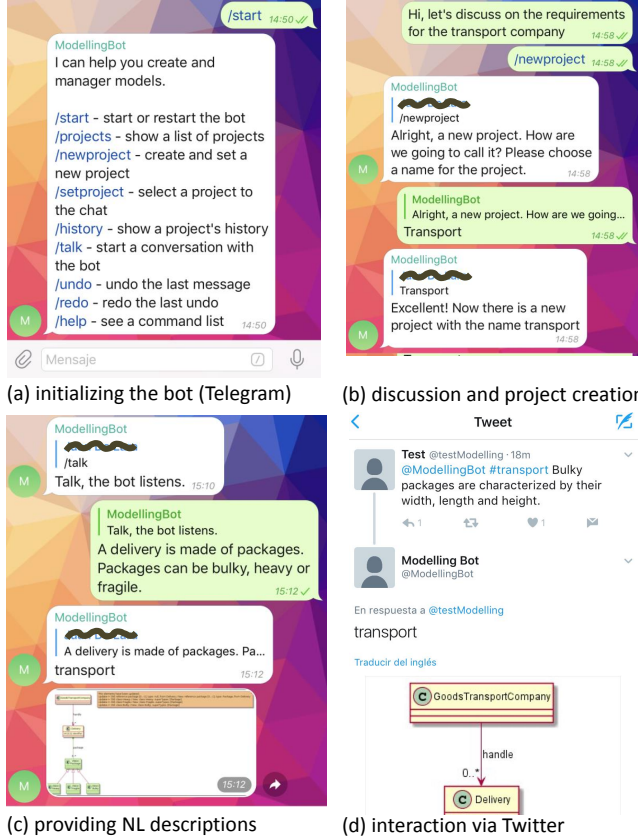 /start 14:50
ModellingBot
I can help you create and
manager models.
/start - start or restart the bot
/projects - show a list of projects
/newproject - create and set a
new project
/setproject - select a project to
the chat
/history - show a project's history
/talk - start a conversation with
the bot
/undo - undo the last message
/redo - redo the last undo
/help - see a command list 14:50
M
Mensaje
(a) initializing the bot (Telegram)
Hi, let's discuss on the requirements
for the transport company 14:58
/newproject 14:58
ModellingBot
/newproject
Alright, a new project. How are
we going to call it? Please choose
a name for the project. 14:58
M
ModellingBot
Alright, a new project. How are we going...
Transport 14:58
ModellingBot
Transport
Excellent! Now there is a new
project with the name transport
14:58
M
(b) discussion and project creation
ModellingBot
/talk
Talk, the bot listens. 15:10
M
ModellingBot
Talk, the bot listens.
A delivery is made of packages.
Packages can be bulky, heavy or
fragile. 15:12
ModellingBot
A delivery is made of packages. Pa...
transport 15:12
M
15:12
M
(c) providing NL descriptions
Tweet
Test @testModelling · 18m
@ModellingBot #transport Bulky
packages are characterized by their
width, length and height.
1 1
Modelling Bot
@ModellingBot
En respuesta a @testModelling
transport
Traducir del inglés
C GoodsTransportCompany
handle
0..*
C Delivery
(d) interaction via Twitter